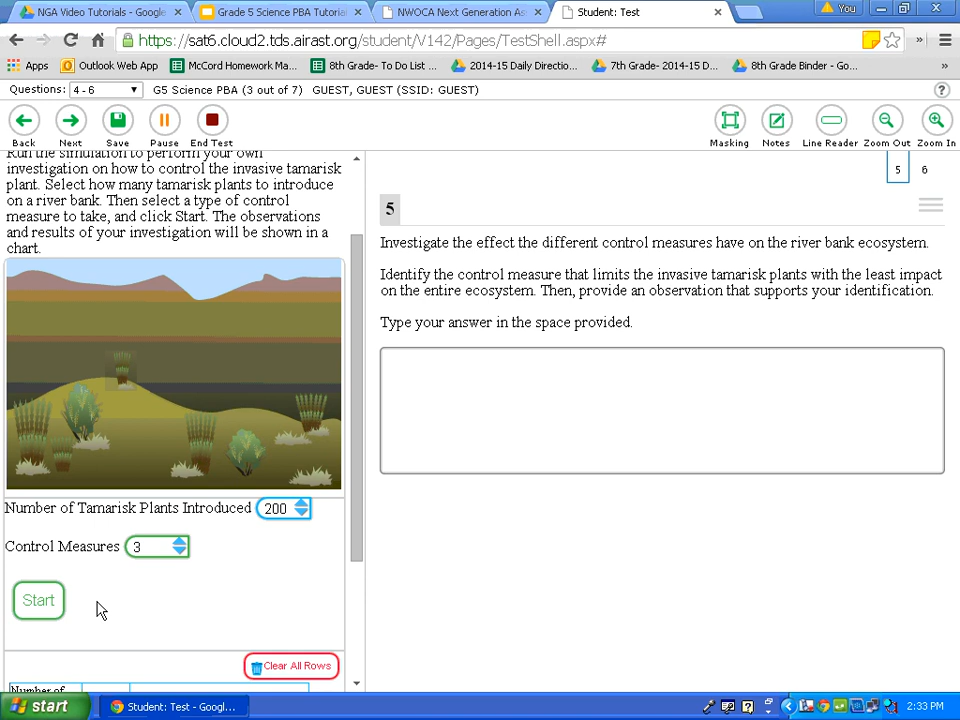 NGA Video Tutorials - Google
Grade 5 Science PBA Tutorial
NWOCA Next Generation As
Student: Test
You
https://sat6.cloud2.tds.airast.org/student/V142/Pages/TestShell.aspx#
Apps
Outlook Web App
McCord Homework Ma...
8th Grade- To Do List ...
2014-15 Daily Directio...
7th Grade- 2014-15 D...
8th Grade Binder - Go...
»
Questions: 4 - 6
G5 Science PBA (3 out of 7)
GUEST, GUEST (SSID: GUEST)
Back
Next
Save
Pause
End Test
Masking
Notes
Line Reader
Zoom Out
Zoom In
Run the simulation to perform your own
investigation on how to control the invasive tamarisk
plant. Select how many tamarisk plants to introduce
on a river bank. Then select a type of control
measure to take, and click Start. The observations
and results of your investigation will be shown in a
chart.
Number of Tamarisk Plants Introduced 200
Control Measures 3
Start
Clear All Rows
Number of
5 6
5
Investigate the effect the different control measures have on the river bank ecosystem.
Identify the control measure that limits the invasive tamarisk plants with the least impact
on the entire ecosystem. Then, provide an observation that supports your identification.
Type your answer in the space provided.
start
Student: Test - Googl...
2:33 PM